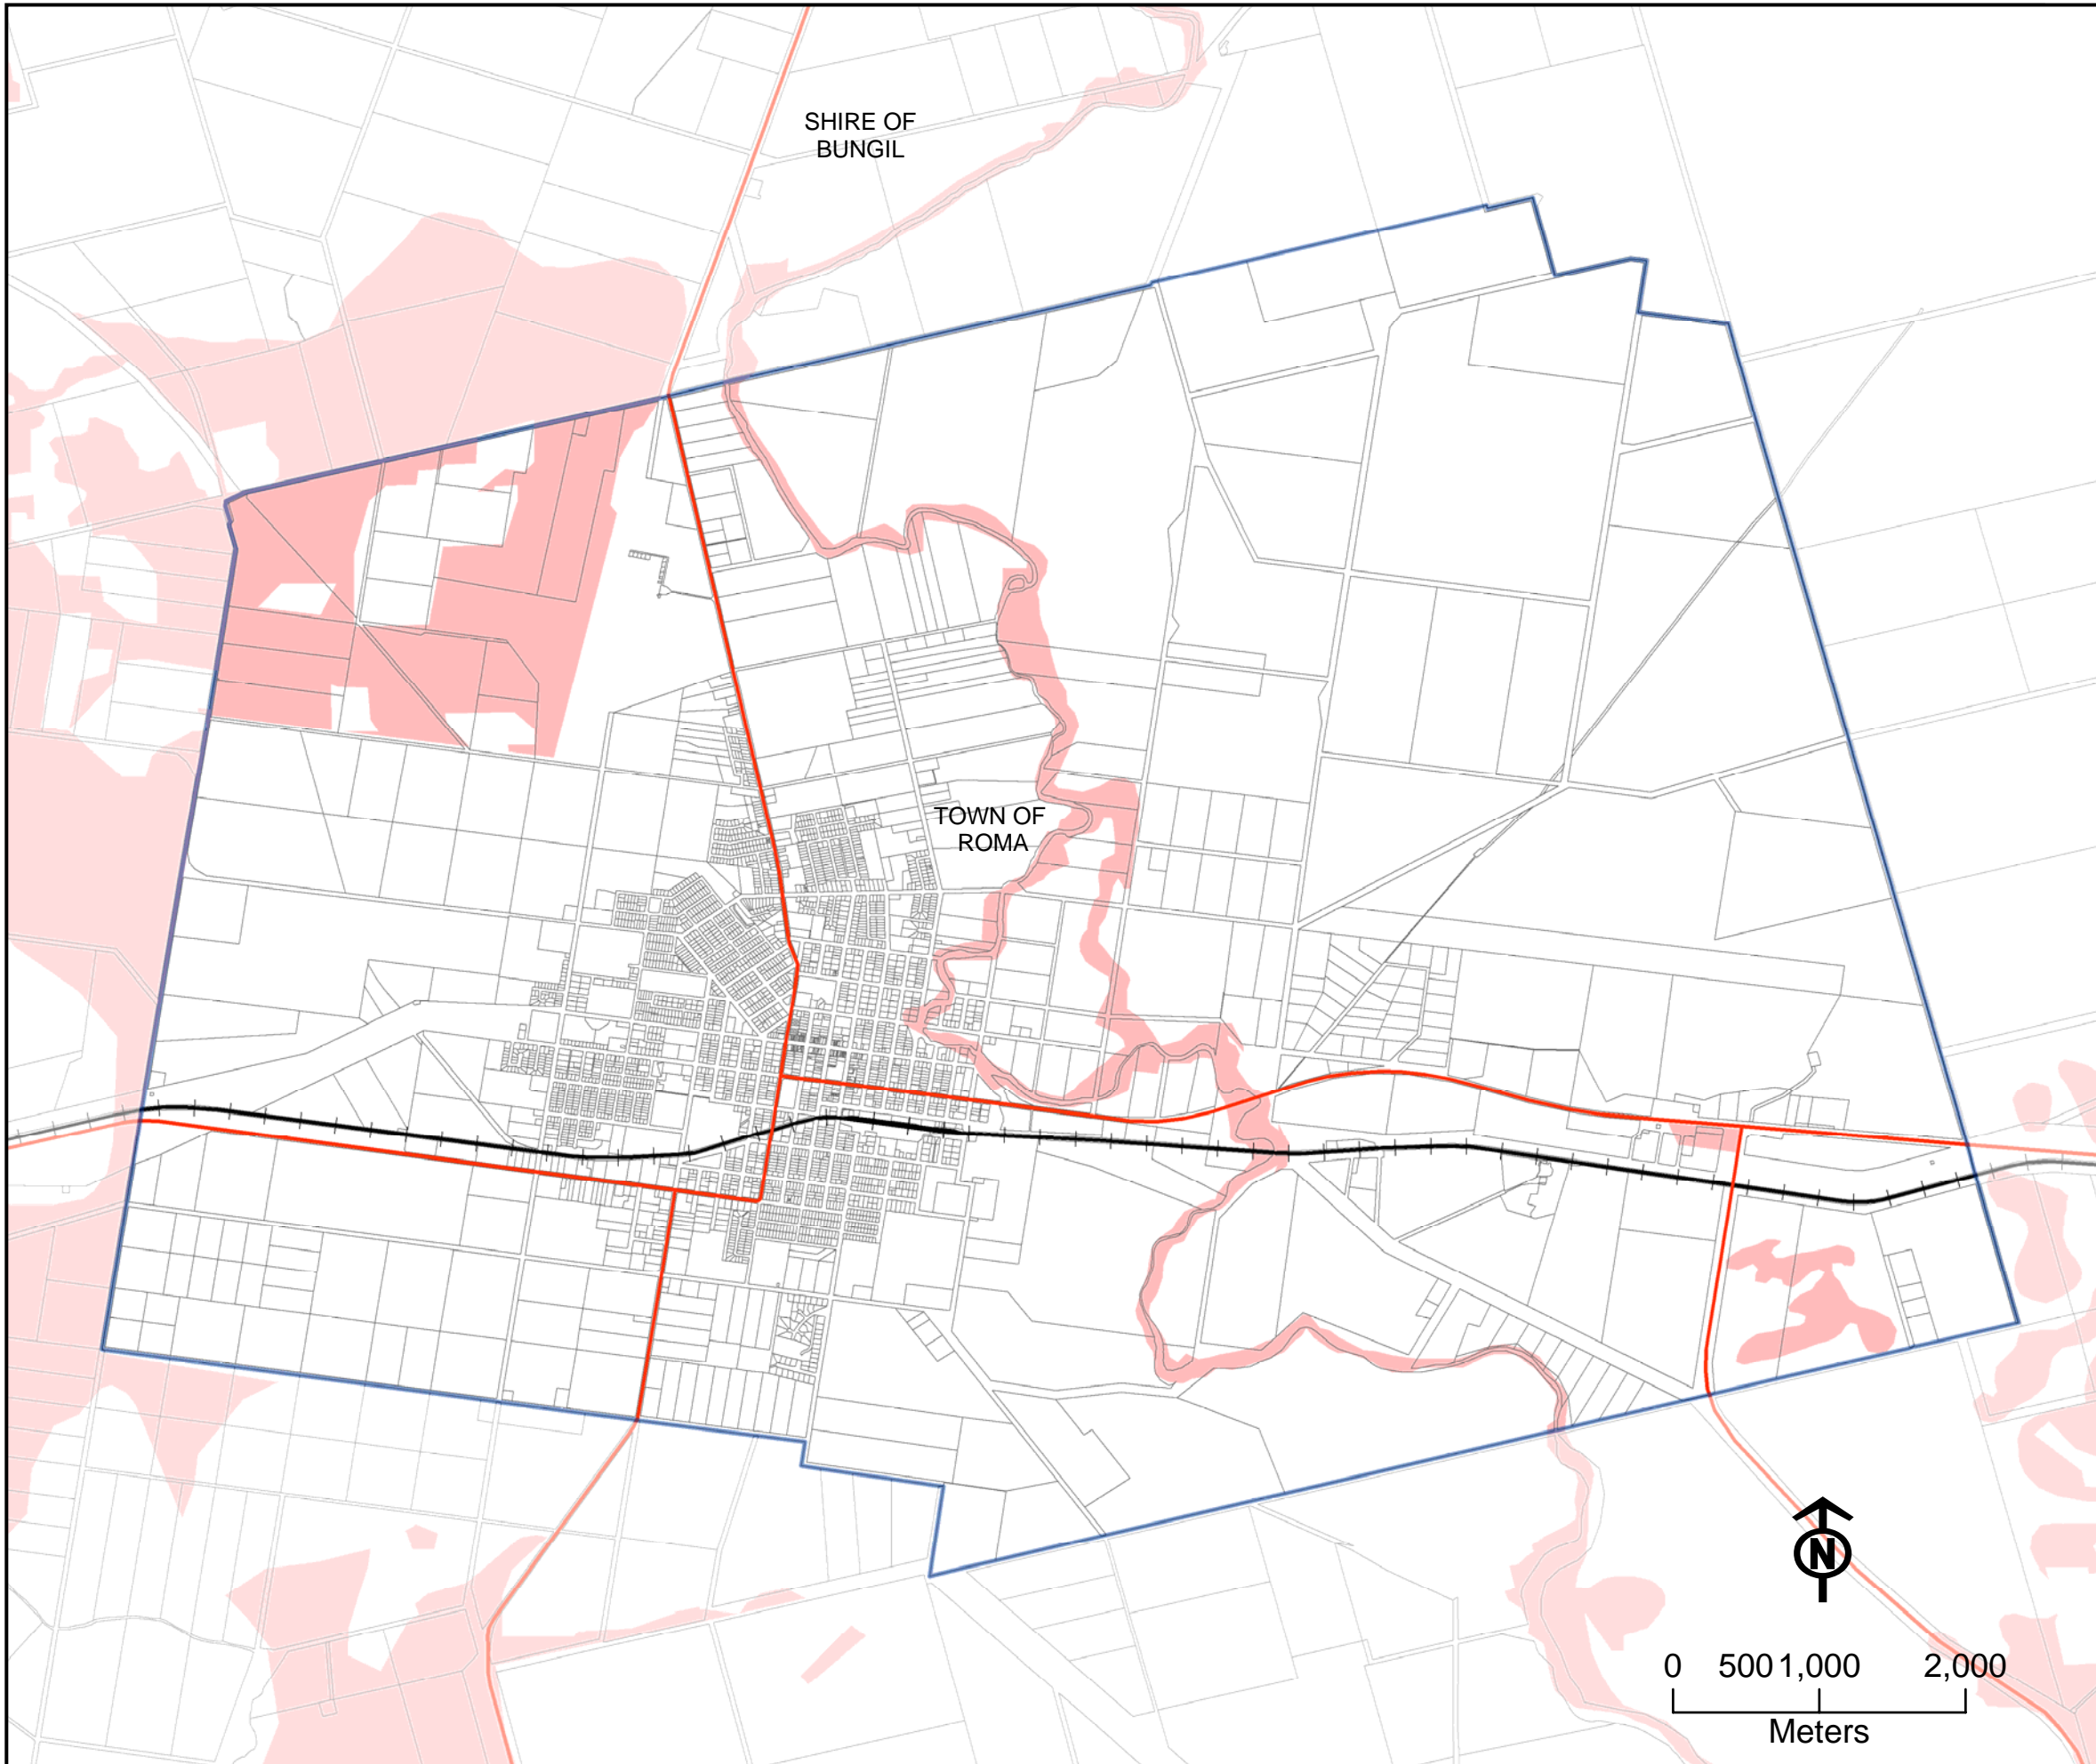 SHIRE OF
BUNGIL
TOWN OF
ROMA
N
0 500 1,000 2,000
Meters